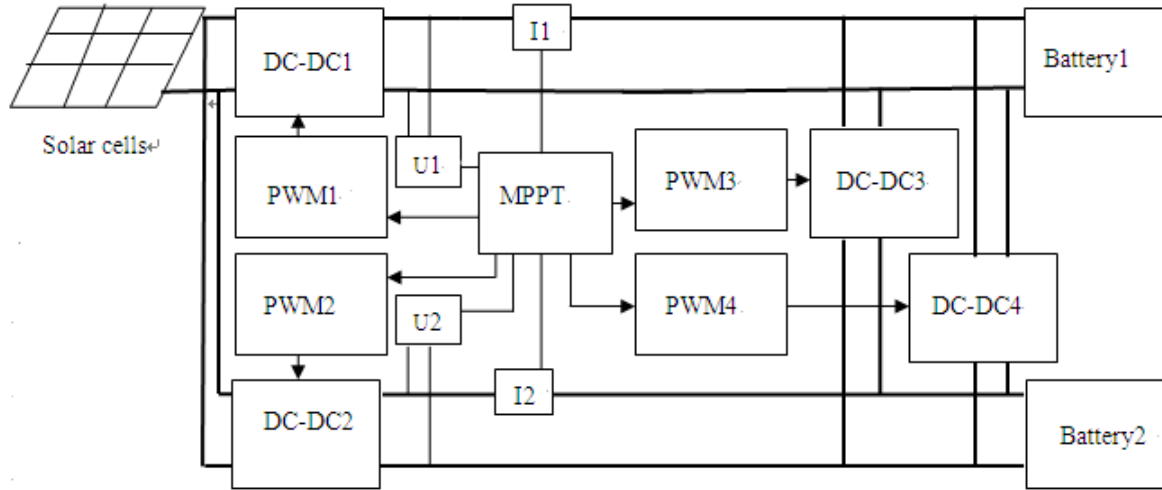 I1
DC-DC1
Battery1
Solar cells↵
U1
PWM1
MPPT
PWM3
DC-DC3
PWM2
U2
PWM4
DC-DC4
I2
DC-DC2
Battery2